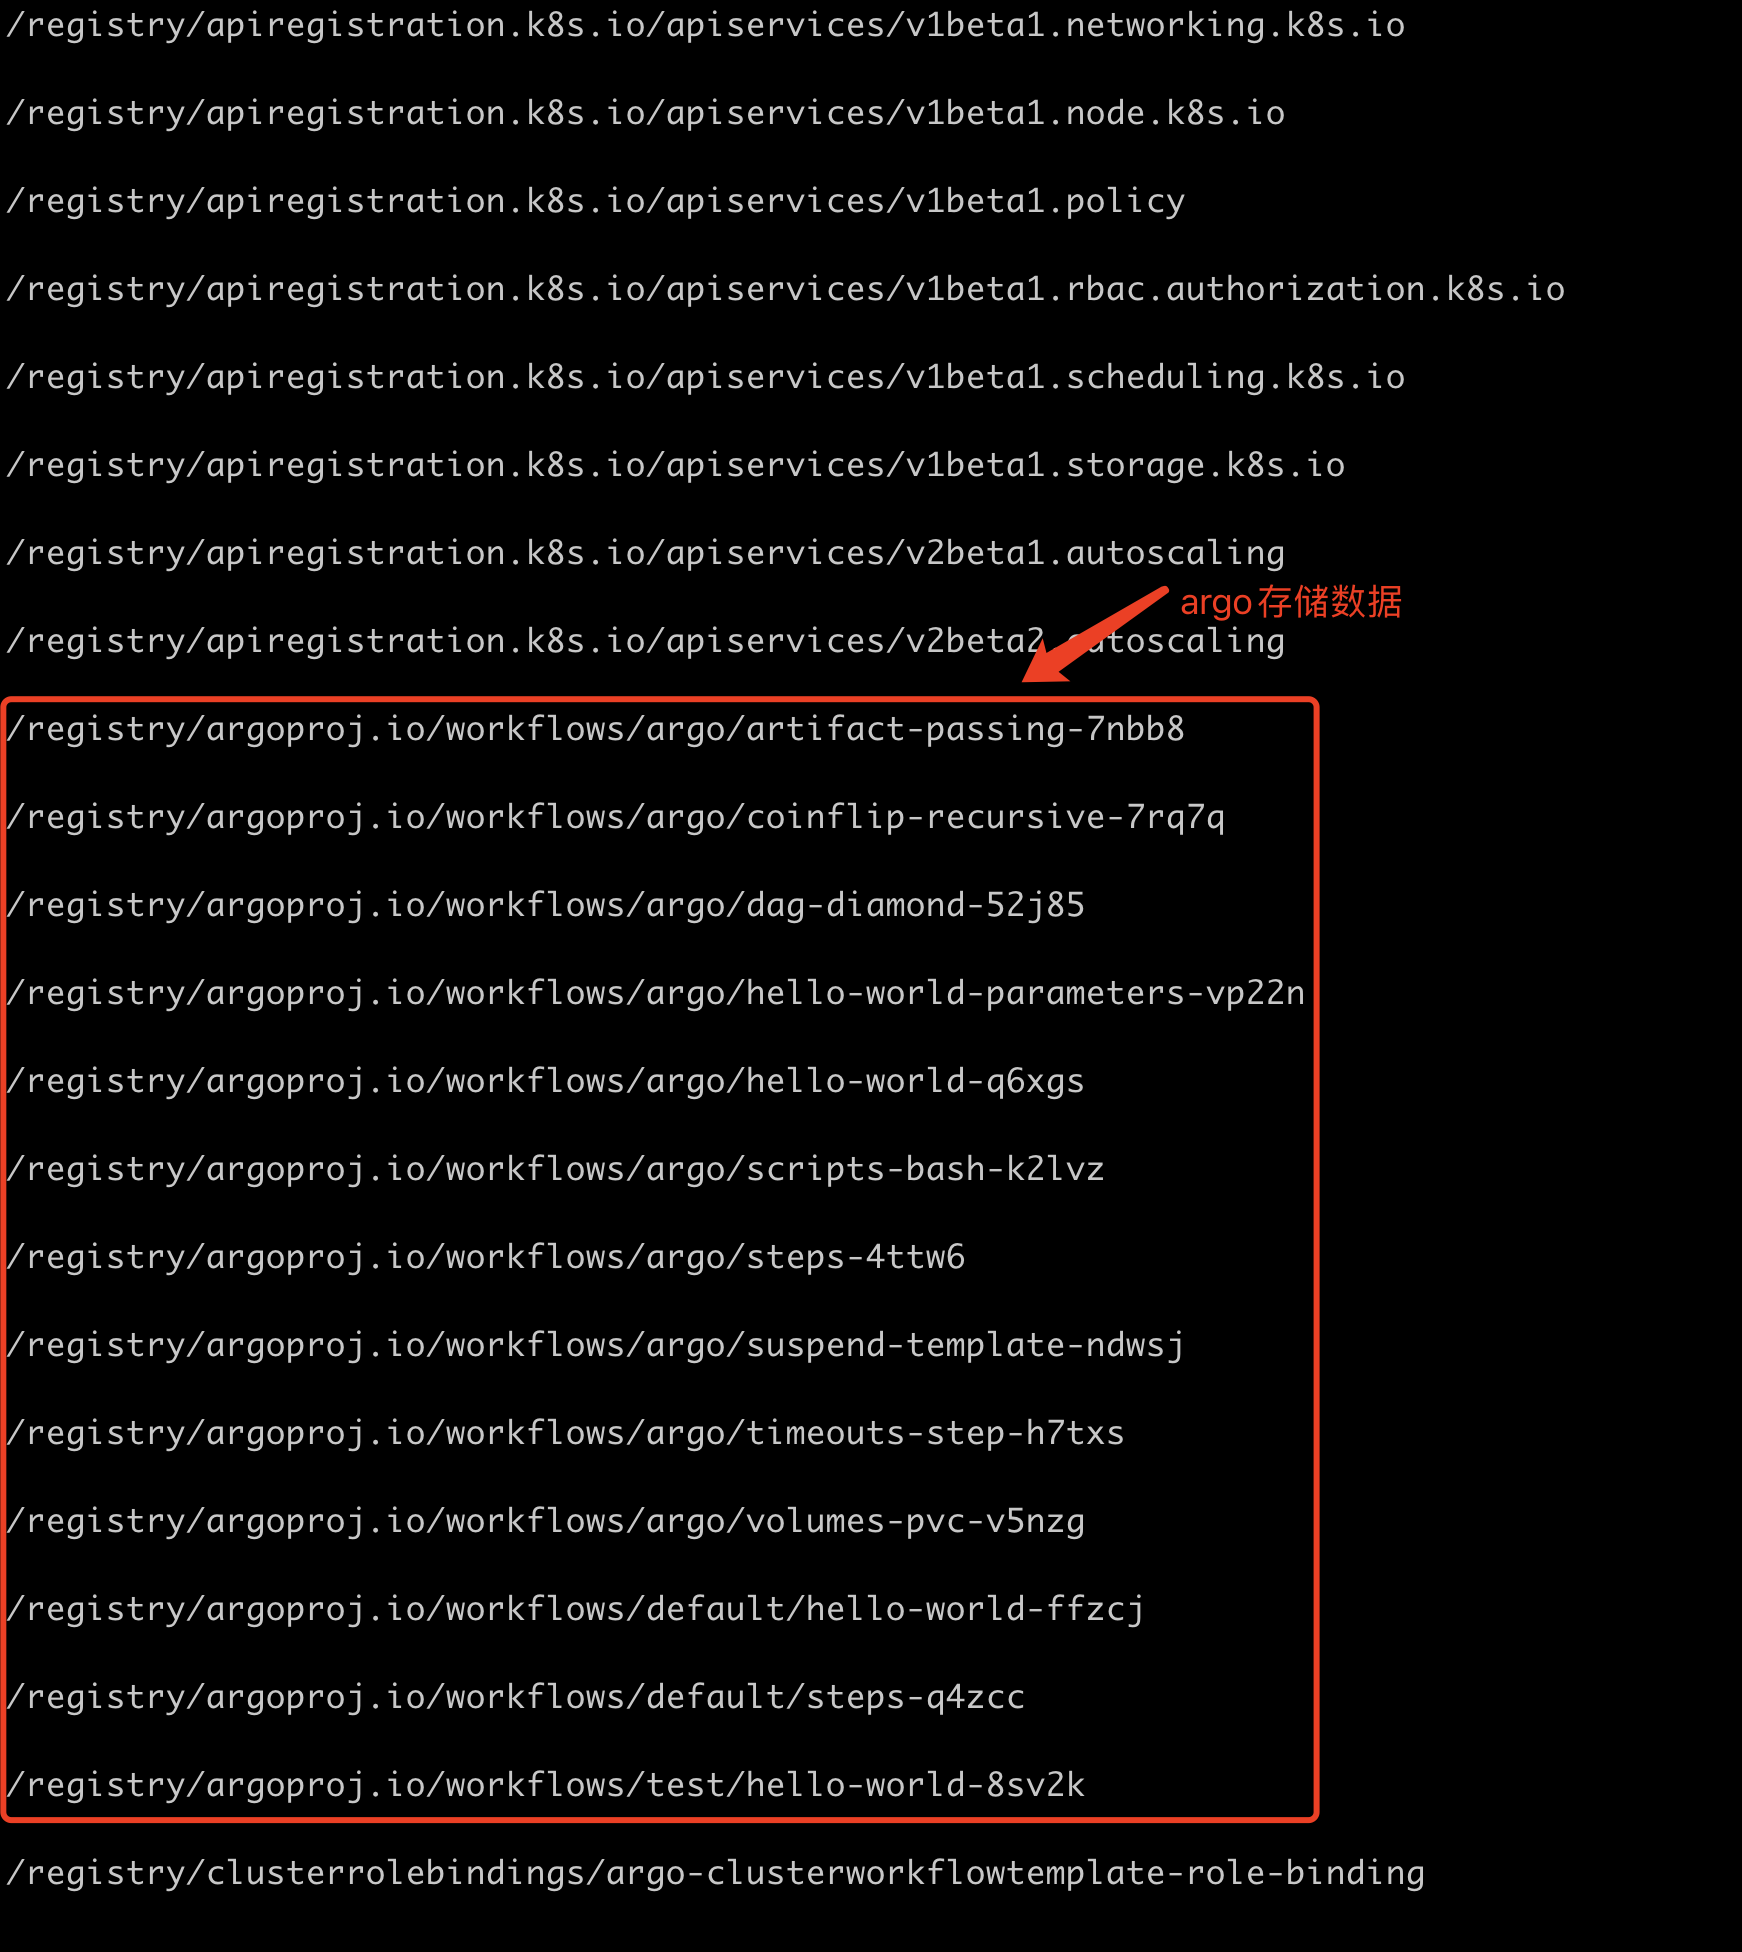 /registry/apiregistration.k8s.io/apiservices/v1beta1.networking.k8s.io
/registry/apiregistration.k8s.io/apiservices/v1beta1.node.k8s.io
/registry/apiregistration.k8s.io/apiservices/v1beta1.policy
/registry/apiregistration.k8s.io/apiservices/v1beta1.rbac.authorization.k8s.io
/registry/apiregistration.k8s.io/apiservices/v1beta1.scheduling.k8s.io
/registry/apiregistration.k8s.io/apiservices/v1beta1.storage.k8s.io
/registry/apiregistration.k8s.io/apiservices/v2beta1.autoscaling
argo存储数据
/registry/apiregistration.k8s.io/apiservices/v2beta2.autoscaling
/registry/argoproj.io/workflows/argo/artifact-passing-7nbb8
/registry/argoproj.io/workflows/argo/coinflip-recursive-7rq7q
/registry/argoproj.io/workflows/argo/dag-diamond-52j85
/registry/argoproj.io/workflows/argo/hello-world-parameters-vp22n
/registry/argoproj.io/workflows/argo/hello-world-q6xgs
/registry/argoproj.io/workflows/argo/scripts-bash-k2lvz
/registry/argoproj.io/workflows/argo/steps-4ttw6
/registry/argoproj.io/workflows/argo/suspend-template-ndwsj
/registry/argoproj.io/workflows/argo/timeouts-step-h7txs
/registry/argoproj.io/workflows/argo/volumes-pvc-v5nzg
/registry/argoproj.io/workflows/default/hello-world-ffzcj
/registry/argoproj.io/workflows/default/steps-q4zcc
/registry/argoproj.io/workflows/test/hello-world-8sv2k
/registry/clusterrolebindings/argo-clusterworkflowtemplate-role-binding